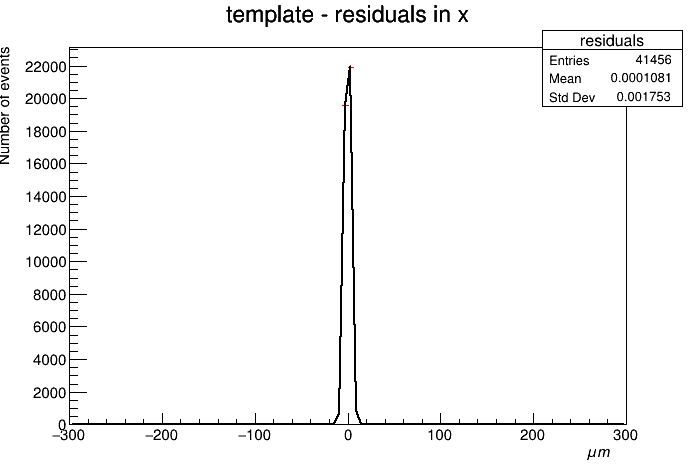 template - residuals in x
residuals
Entries 41456
Mean 0.0001081
Std Dev 0.001753
Number of events
22000
20000
18000
16000
14000
12000
10000
8000
6000
4000
2000
0
−300 −200 −100 0 100 200 300
μm